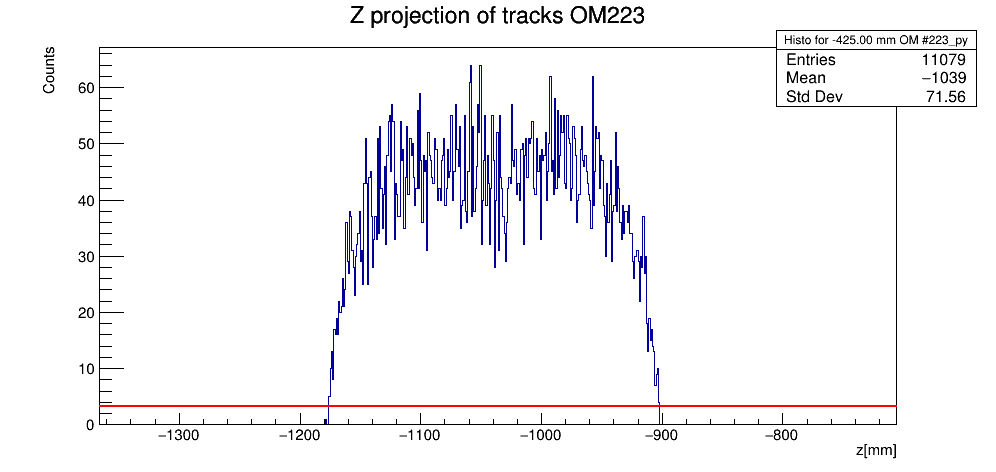 Z projection of tracks OM223
Histo for -425.00 mm OM #223_py
Entries 11079
Mean −1039
Std Dev 71.56
Counts
60
50
40
30
20
10
0
−1300 −1200 −1100 −1000 −900 −800
z[mm]